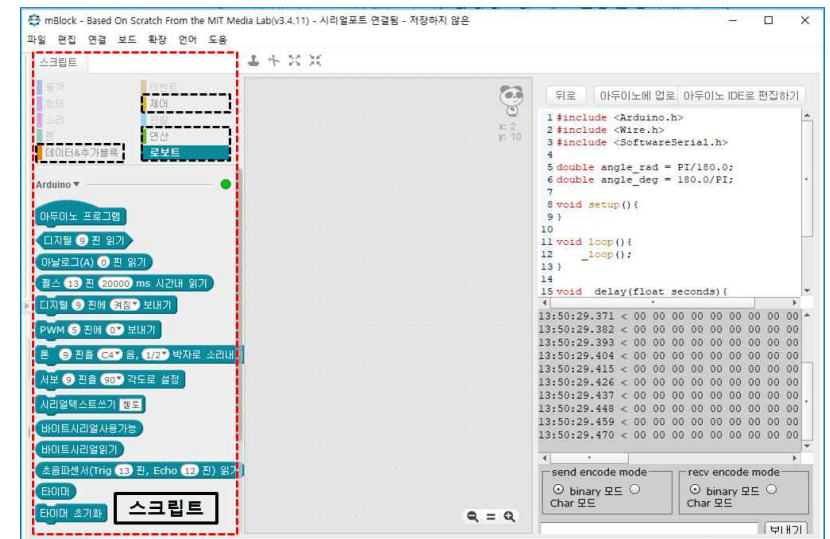 mBlock - Based On Scratch From the MIT Media Lab(v3.4.11) - 시리얼포트 연결됨 - 저장하지 않은
파일 편집 연결 보드 확장 언어 도움
스크립트
동작 이벤트
형태 제어
소리 관찰
펜 연산
데이터&추가블록 로보트
Arduino
아두이노 프로그램
디지털 9 핀 읽기
아날로그(A) 0 핀 읽기
펄스 13 핀 20000 ms 시간내 읽기
디지털 9 핀에 켜짐 보내기
PWM 5 핀에 0 보내기
톤 9 핀을 C4 음, 1/2 박자로 소리내
서보 9 핀을 90 각도로 설정
시리얼텍스트쓰기 헬로
바이트시리얼사용가능
바이트시리얼읽기
초음파센서(Trig 13 핀, Echo 12 핀) 읽기
타이머
타이머 초기화
스크립트
x: 2
y: 10
뒤로 아두이노에 업로 아두이노 IDE로 편집하기
1 #include <Arduino.h>
2 #include <Wire.h>
3 #include <SoftwareSerial.h>
4
5 double angle_rad = PI/180.0;
6 double angle_deg = 180.0/PI;
7
8 void setup(){
9 }
10
11 void loop(){
12 _loop();
13 }
14
15 void _delay(float seconds){
13:50:29.371 < 00 00 00 00 00 00 00 00
13:50:29.382 < 00 00 00 00 00 00 00 00
13:50:29.393 < 00 00 00 00 00 00 00 00
13:50:29.404 < 00 00 00 00 00 00 00 00
13:50:29.415 < 00 00 00 00 00 00 00 00
13:50:29.426 < 00 00 00 00 00 00 00 00
13:50:29.437 < 00 00 00 00 00 00 00 00
13:50:29.448 < 00 00 00 00 00 00 00 00
13:50:29.459 < 00 00 00 00 00 00 00 00
13:50:29.470 < 00 00 00 00 00 00 00 00
send encode mode recv encode mode
binary 모드 binary 모드
Char 모드 Char 모드
보내기